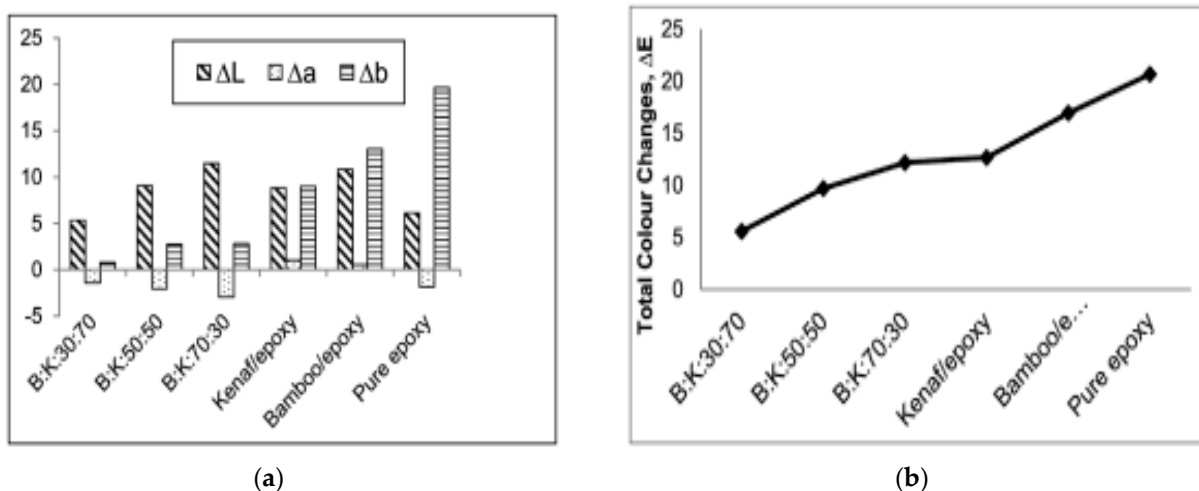 25
20
15
10
5
0
-5
ΔL Δa Δb
B:K:30:70
B:K:50:50
B:K:70:30
Kenaf/epoxy
Bamboo/epoxy
Pure epoxy
(a)
Total Colour Changes, ΔE
25
20
15
10
5
0
B:K:30:70
B:K:50:50
B:K:70:30
Kenaf/epoxy
Bamboo/e...
Pure epoxy
(b)